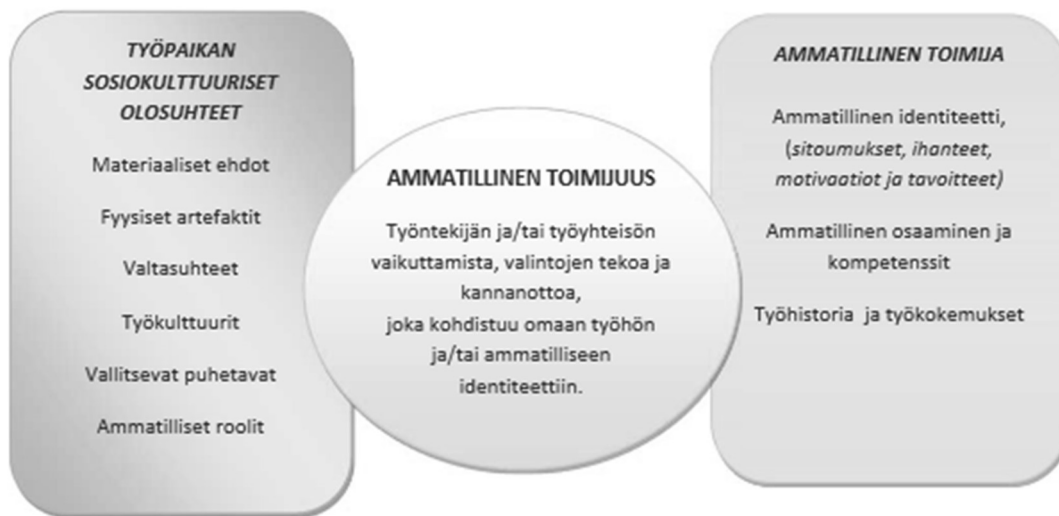 TYÖPAIKAN
SOSIOKULTTUURISET
OLOSUHTEET
Materiaaliset ehdot
Fyysiset artefaktit
Valtasuhteet
Työkulttuurit
Vallitsevat puhetavat
Ammatilliset roolit
AMMATILLINEN TOIMIJUUS
Työntekijän ja/tai työyhteisön
vaikuttamista, valintojen tekoa ja
kannanottoa,
joka kohdistuu omaan työhön
ja/tai ammatilliseen
identiteettiin.
AMMATILLINEN TOIMIJA
Ammatillinen identiteetti,
(sitoumukset, ihanteet,
motivaatiot ja tavoitteet)
Ammatillinen osaaminen ja
kompetenssit
Työhistoria ja työkokemukset